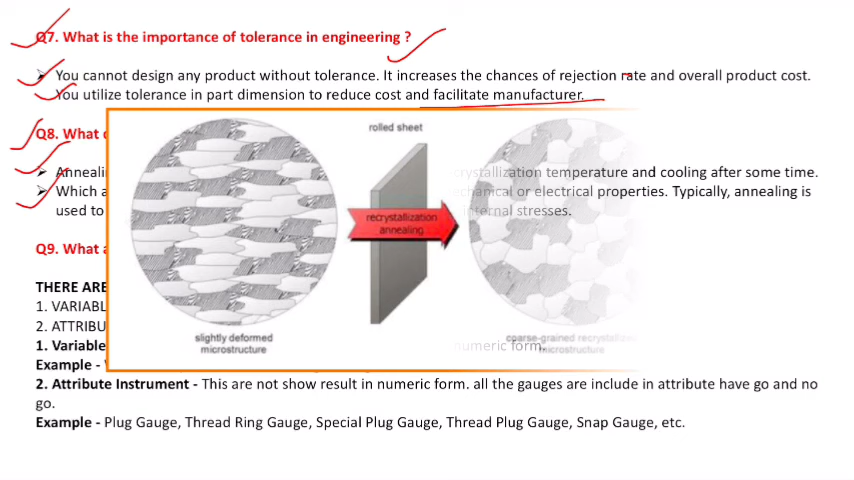 Q7. What is the importance of tolerance in engineering ?
You cannot design any product without tolerance. It increases the chances of rejection rate and overall product cost.
You utilize tolerance in part dimension to reduce cost and facilitate manufacturer.
Q8. What
rolled sheet
crystallization temperature and cooling after some time.
Which
or electrical properties. Typically, annealing is
used to
internal stresses.
recrystallization
annealing
Q9. What
THERE ARE
1.
2.
slightly deformed
microstructure
coarse-grained
microstructure
1. Variable
numeric form.
Example -
2. Attribute Instrument - This are not show result in numeric form. all the gauges are include in attribute have go and no
go.
Example - Plug Gauge, Thread Ring Gauge, Special Plug Gauge, Thread Plug Gauge, Snap Gauge, etc.